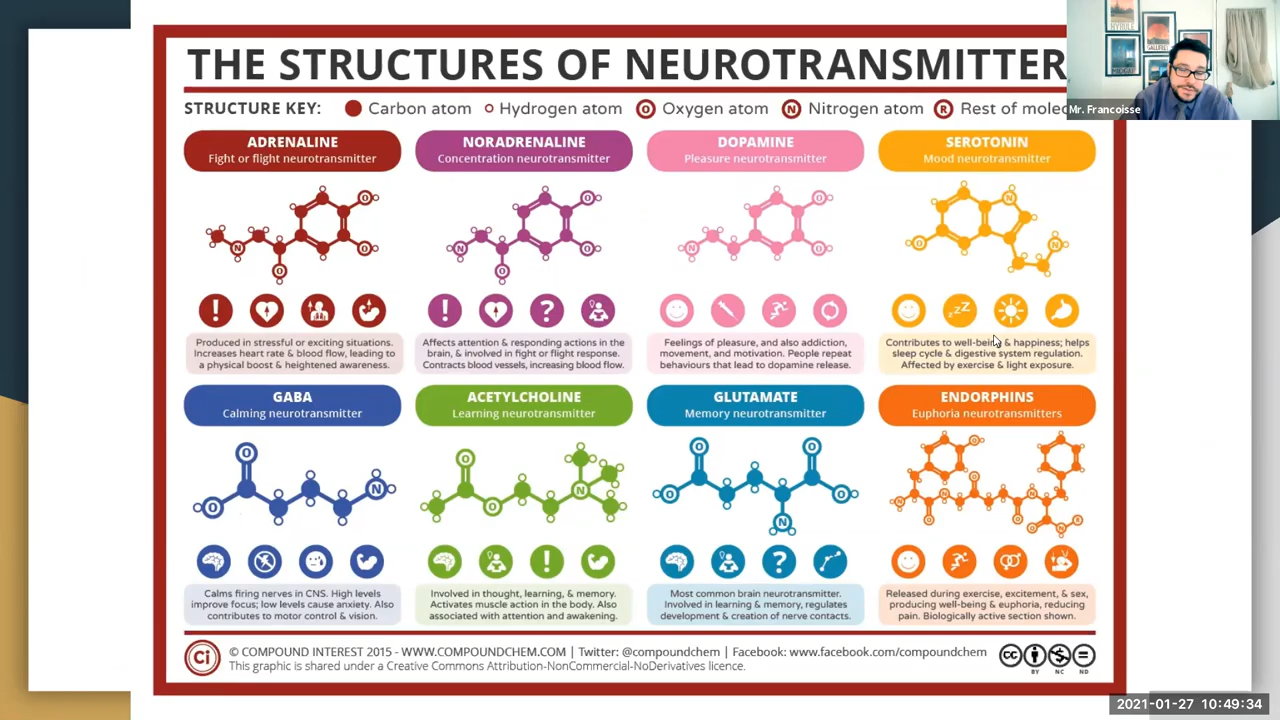 THE STRUCTURES OF NEUROTRANSMITTER
STRUCTURE KEY: Carbon atom Hydrogen atom O Oxygen atom N Nitrogen atom R Rest of molec
Mr. Francoisse
ADRENALINE
Fight or flight neurotransmitter
NORADRENALINE
Concentration neurotransmitter
DOPAMINE
Pleasure neurotransmitter
SEROTONIN
Mood neurotransmitter
Produced in stressful or exciting situations.
Increases heart rate & blood flow, leading to
a physical boost & heightened awareness.
Affects attention & responding actions in the
brain, & involved in fight or flight response.
Contracts blood vessels, increasing blood flow.
Feelings of pleasure, and also addiction,
movement, and motivation. People repeat
behaviours that lead to dopamine release.
Contributes to well-being & happiness; helps
sleep cycle & digestive system regulation.
Affected by exercise & light exposure.
GABA
Calming neurotransmitter
ACETYLCHOLINE
Learning neurotransmitter
GLUTAMATE
Memory neurotransmitter
ENDORPHINS
Euphoria neurotransmitters
Calms firing nerves in CNS. High levels
improve focus; low levels cause anxiety. Also
contributes to motor control & vision.
Involved in thought, learning, & memory.
Activates muscle action in the body. Also
associated with attention and awakening.
Most common brain neurotransmitter.
Involved in learning & memory, regulates
development & creation of nerve contacts.
Released during exercise, excitement, & sex,
producing well-being & euphoria, reducing
pain. Biologically active section shown.
Ci
© COMPOUND INTEREST 2015 - WWW.COMPOUNDCHEM.COM | Twitter: @compoundchem | Facebook: www.facebook.com/compoundchem
This graphic is shared under a Creative Commons Attribution-NonCommercial-NoDerivatives licence.
cc
BY NC ND
2021-01-27 10:49:34